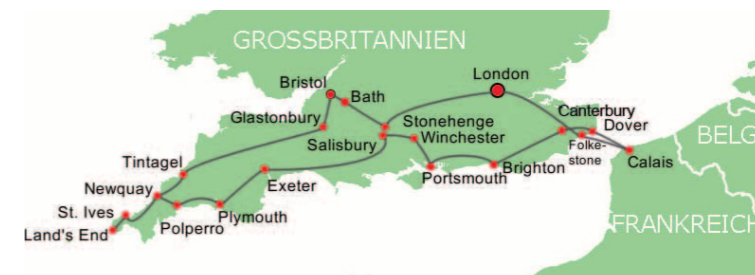 GROSSBRITANNIEN
London
Bristol
Bath
Canterbury
Dover
Glastonbury
Stonehenge
Salisbury
Winchester
BELG
Folke-
stone
Calais
Tintagel
Brighton
Portsmouth
Exeter
Newquay
St. Ives
Plymouth
Polperro
FRANKREICH
Land's End